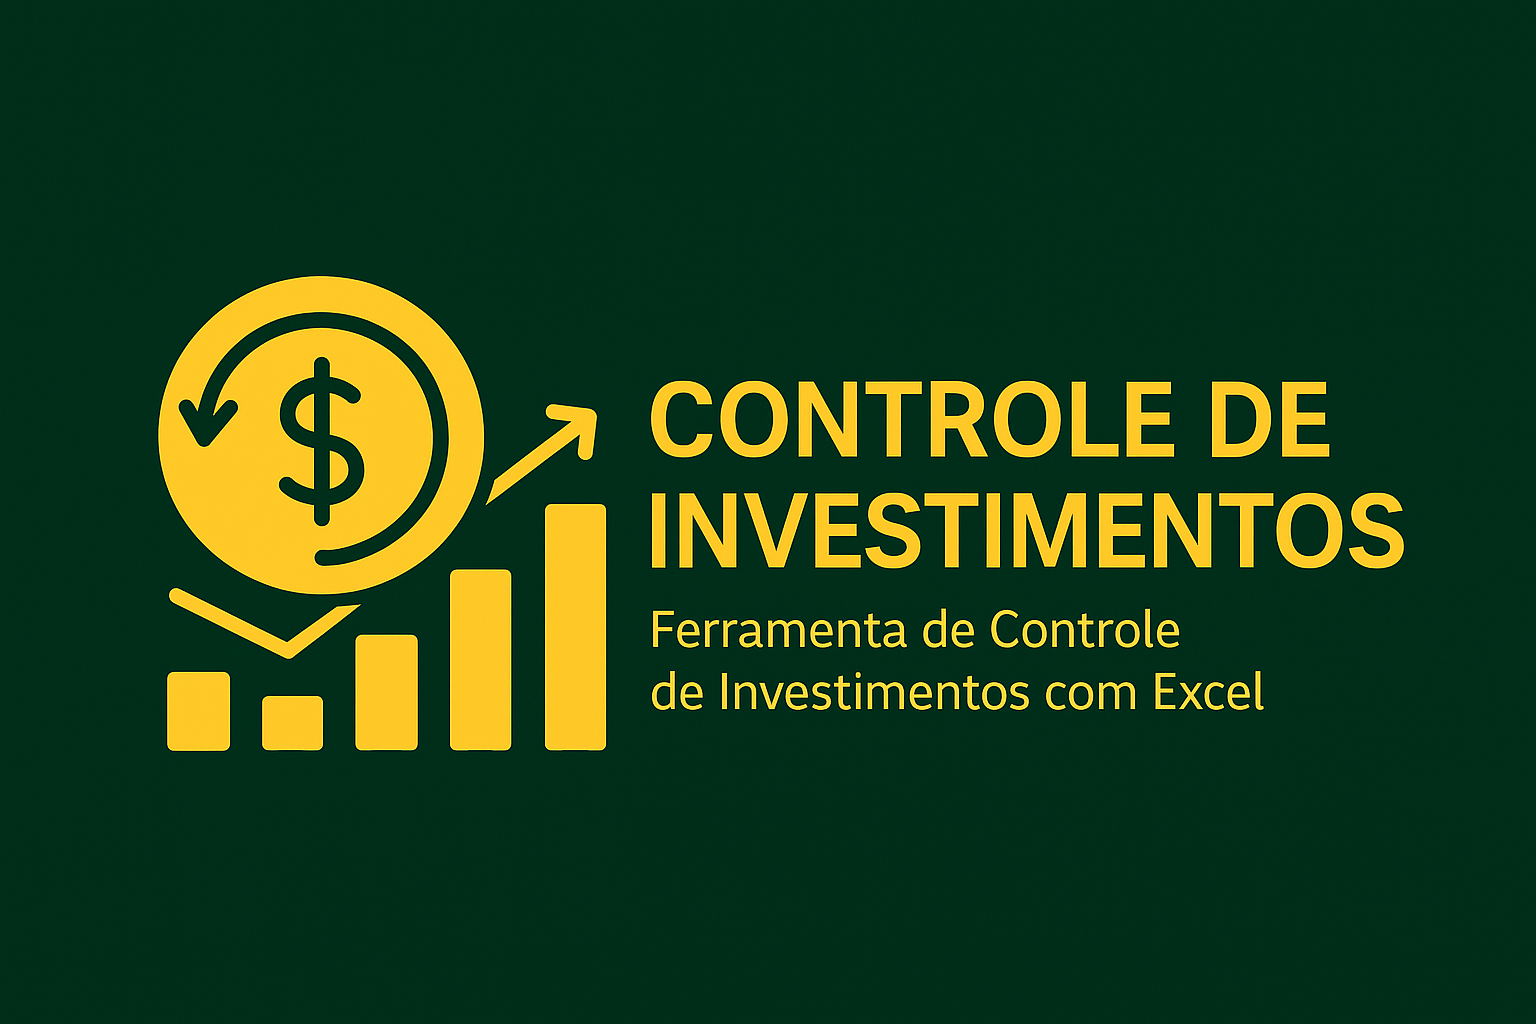 $
CONTROLE DE
INVESTIMENTOS
Ferramenta de Controle
de Investimentos com Excel